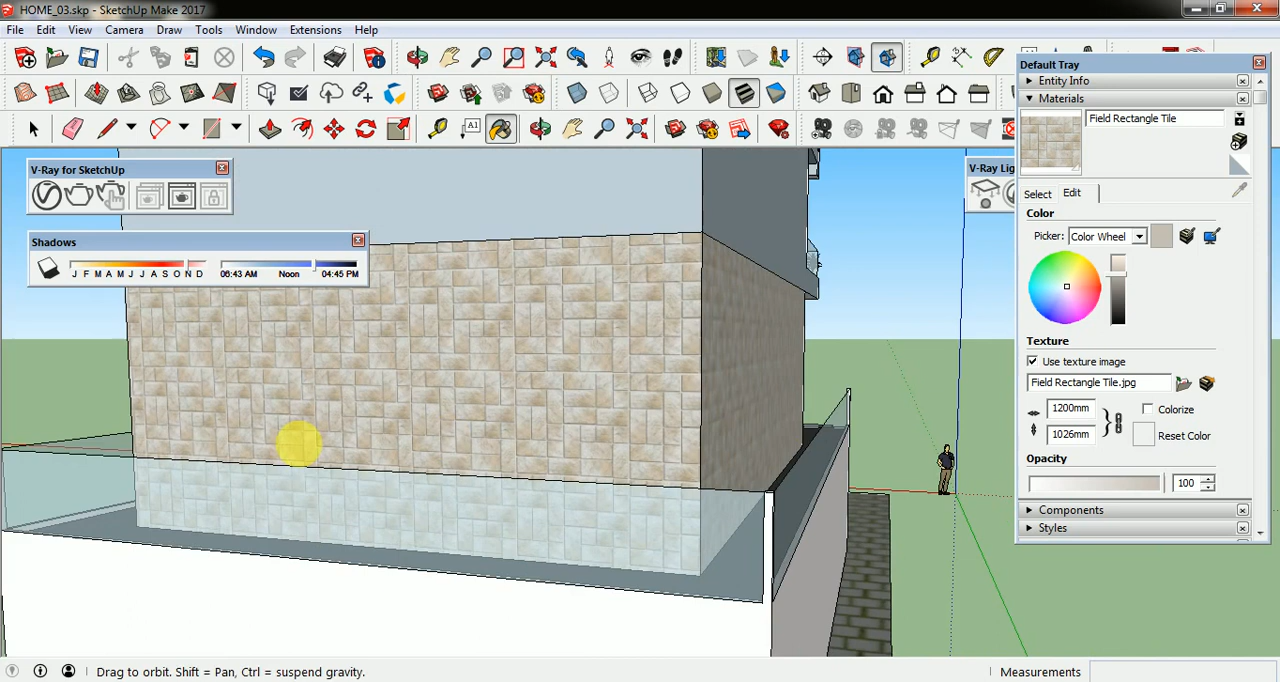 HOME_03.skp - SketchUp Make 2017
File Edit View Camera Draw Tools Window Extensions Help
Default Tray
Entity Info
Materials
Field Rectangle Tile
A1
V-Ray for SketchUp
V-Ray Lig
Select Edit
Color
Picker: Color Wheel
Shadows
J F M A M J J A S O N D 06:43 AM Noon 04:45 PM
Texture
Use texture image
Field Rectangle Tile.jpg
1200mm Colorize
1026mm Reset Color
Opacity
100
Components
Styles
Drag to orbit. Shift = Pan, Ctrl = suspend gravity.
Measurements